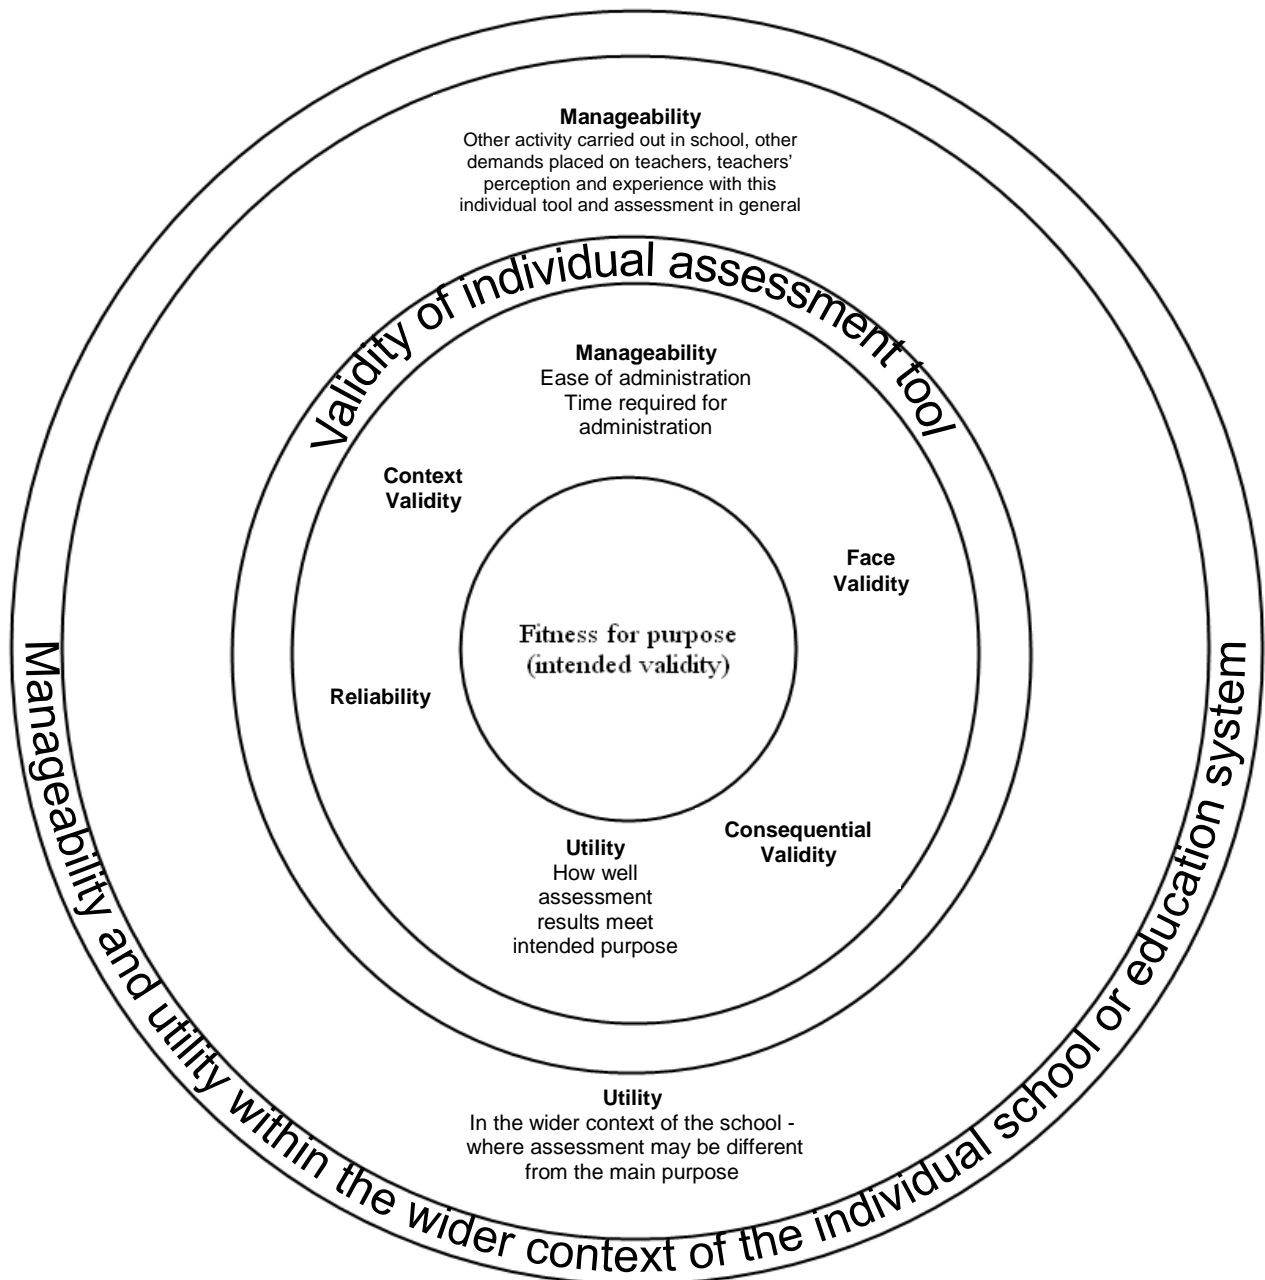 Manageability
Other activity carried out in school, other
demands placed on teachers, teachers’
perception and experience with this
individual tool and assessment in general
Validity of individual assessment tool
Manageability
Ease of administration
Time required for
administration
Context
Validity
Face
Validity
Fitness for purpose
(intended validity)
Reliability
Consequential
Validity
Utility
How well
assessment
results meet
intended purpose
Utility
In the wider context of the school -
where assessment may be different
from the main purpose
Manageability and utility within the wider context of the individual school or education system